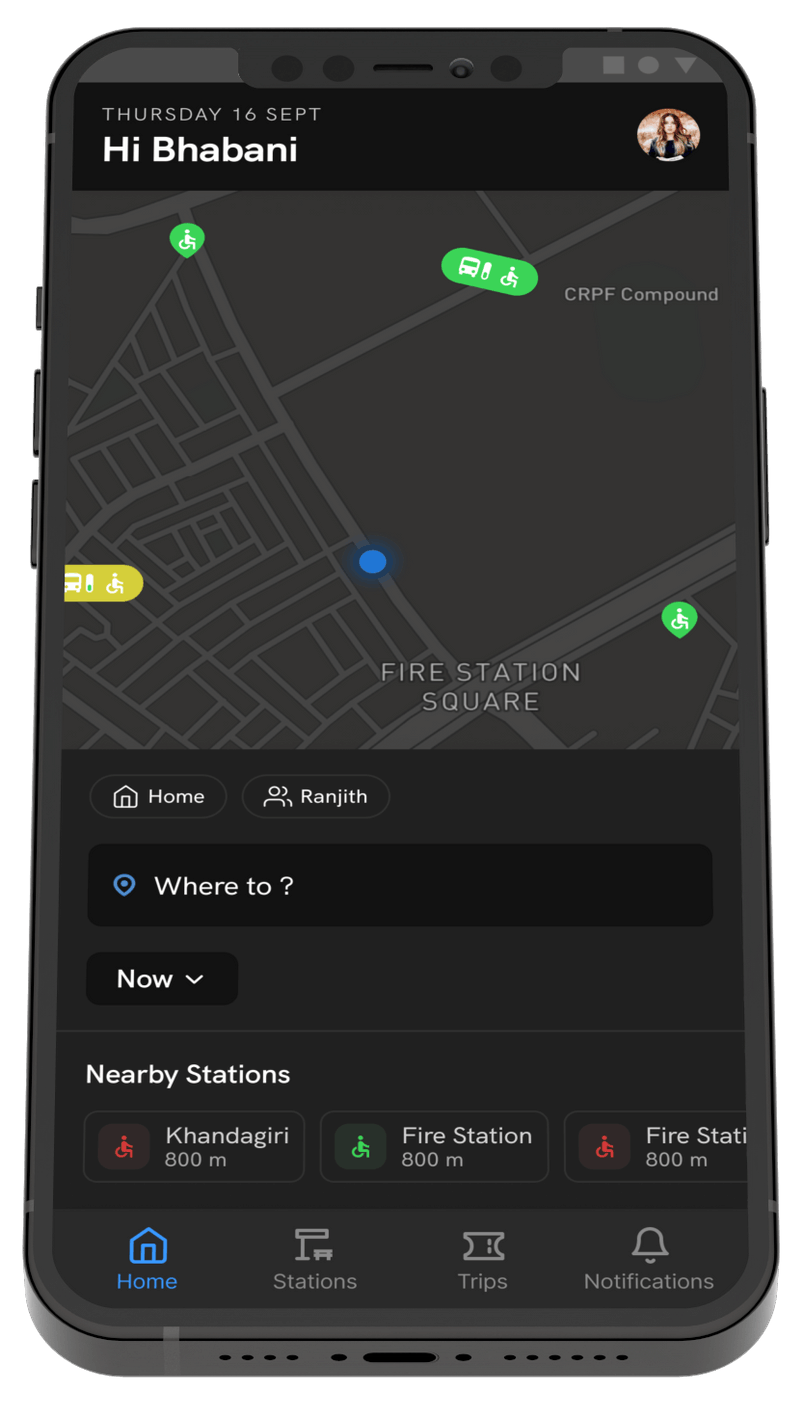 THURSDAY 16 SEPT
Hi Bhabani
CRPF Compound
FIRE STATION
SQUARE
Home
Ranjith
Where to ?
Now
Nearby Stations
Khandagiri
800 m
Fire Station
800 m
Fire Stati
800 m
Home
Stations
Trips
Notifications